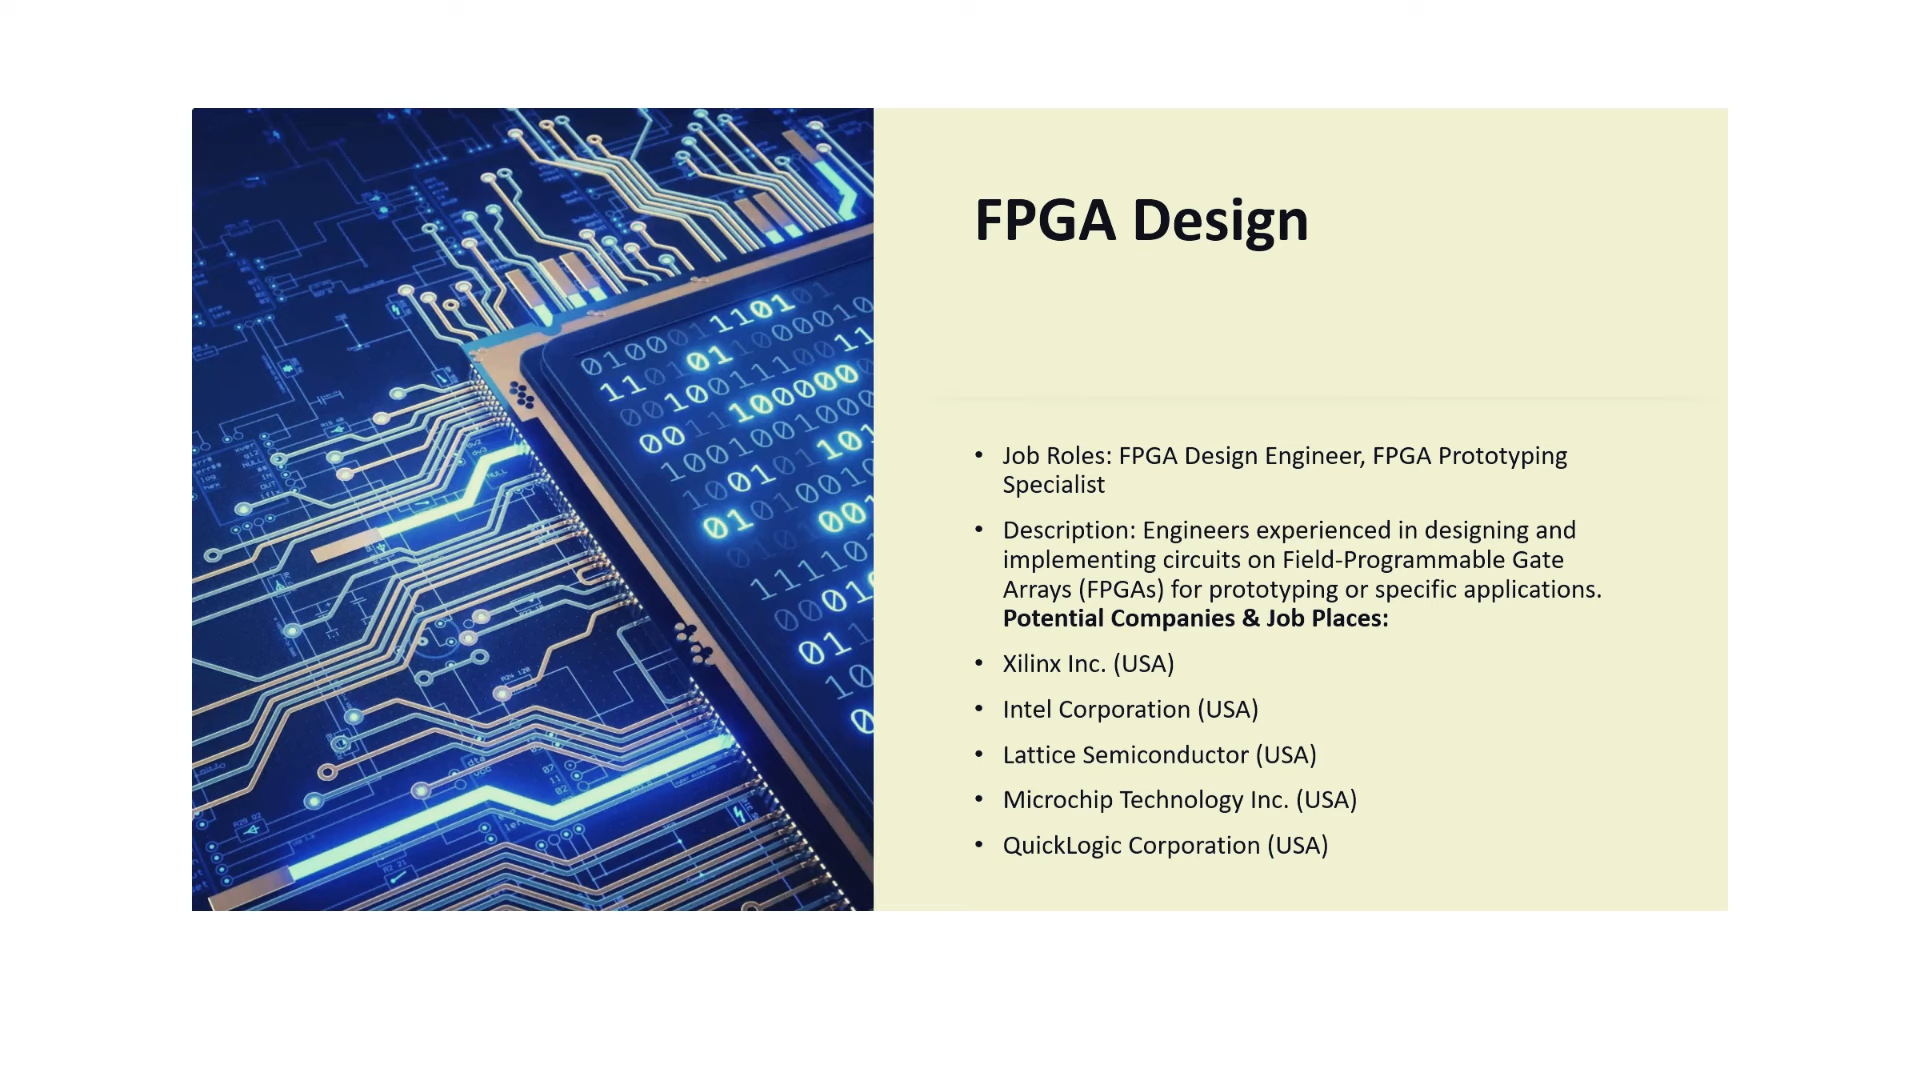 FPGA Design
• Job Roles: FPGA Design Engineer, FPGA Prototyping
Specialist
• Description: Engineers experienced in designing and
implementing circuits on Field-Programmable Gate
Arrays (FPGAs) for prototyping or specific applications.
Potential Companies & Job Places:
• Xilinx Inc. (USA)
• Intel Corporation (USA)
• Lattice Semiconductor (USA)
• Microchip Technology Inc. (USA)
• QuickLogic Corporation (USA)